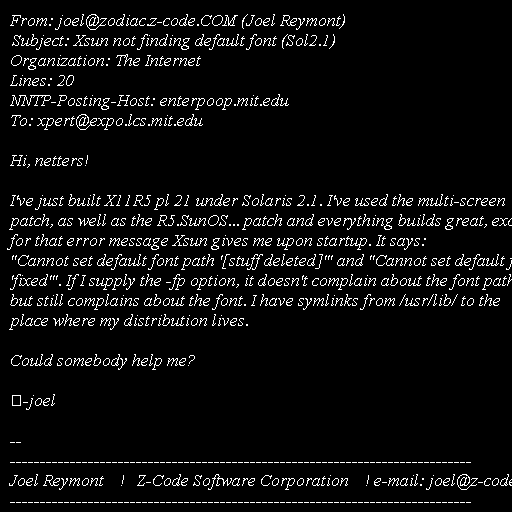 From: joel@zodiac.z-code.COM (Joel Reymont)
Subject: Xsun not finding default font (Sol2.1)
Organization: The Internet
Lines: 20
NNTP-Posting-Host: enterpoop.mit.edu
To: xpert@expo.lcs.mit.edu

Hi, netters!

I've just built X11R5 pl 21 under Solaris 2.1. I've used the multi-screen
patch, as well as the R5.SunOS... patch and everything builds great,
for that error message Xsun gives me upon startup. It says:
"Cannot set default font path '[stuff deleted]'" and "Cannot set default
'fixed'". If I supply the -fp option, it doesn't complain about the font path
but still complains about the font. I have symlinks from /usr/lib/ to the
place where my distribution lives.

Could somebody help me?

-joel

--
-------------------------------------------------------------------------------
Joel Reymont | Z-Code Software Corporation | e-mail: joel@z-code
-------------------------------------------------------------------------------